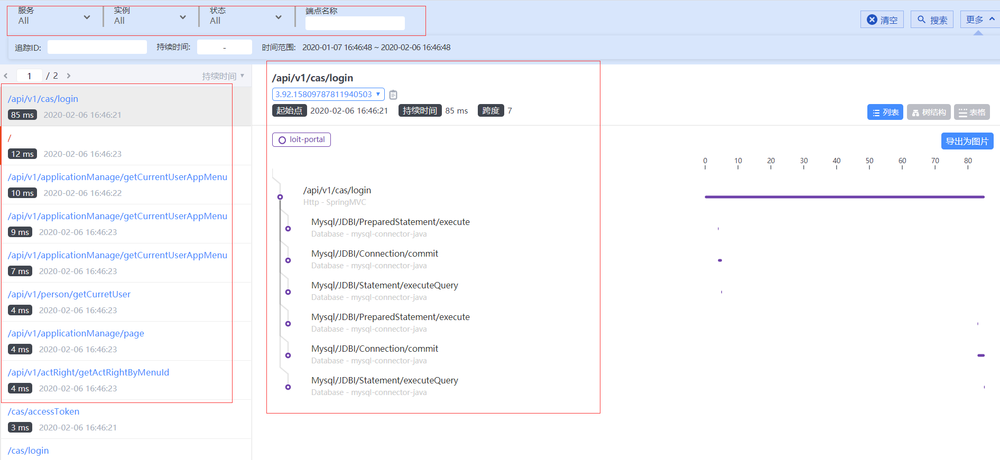 服务 实例 状态 端点名称
All All All
清空 搜索 更多
追踪ID: 持续时间: - 时间范围: 2020-01-07 16:46:48 ~ 2020-02-06 16:46:48
1 / 2 持续时间
/api/v1/cas/login
85 ms 2020-02-06 16:46:21
/
12 ms 2020-02-06 16:46:23
/api/v1/applicationManage/getCurrentUserAppMenu
10 ms 2020-02-06 16:46:22
/api/v1/applicationManage/getCurrentUserAppMenu
9 ms 2020-02-06 16:46:23
/api/v1/applicationManage/getCurrentUserAppMenu
7 ms 2020-02-06 16:46:23
/api/v1/person/getCurretUser
4 ms 2020-02-06 16:46:23
/api/v1/applicationManage/page
4 ms 2020-02-06 16:46:23
/api/v1/actRight/getActRightByMenuId
4 ms 2020-02-06 16:46:23
/cas/accessToken
3 ms 2020-02-06 16:46:21
/cas/login
/api/v1/cas/login
3.92.15809787811940503
起始点 2020-02-06 16:46:21 持续时间 85 ms 跨度 7
列表 树结构 表格
loit-portal
导出为图片
0 10 20 30 40 50 60 70 80
/api/v1/cas/login
Http - SpringMVC
Mysql/JDBI/PreparedStatement/execute
Database - mysql-connector-java
Mysql/JDBI/Connection/commit
Database - mysql-connector-java
Mysql/JDBI/Statement/executeQuery
Database - mysql-connector-java
Mysql/JDBI/PreparedStatement/execute
Database - mysql-connector-java
Mysql/JDBI/Connection/commit
Database - mysql-connector-java
Mysql/JDBI/Statement/executeQuery
Database - mysql-connector-java